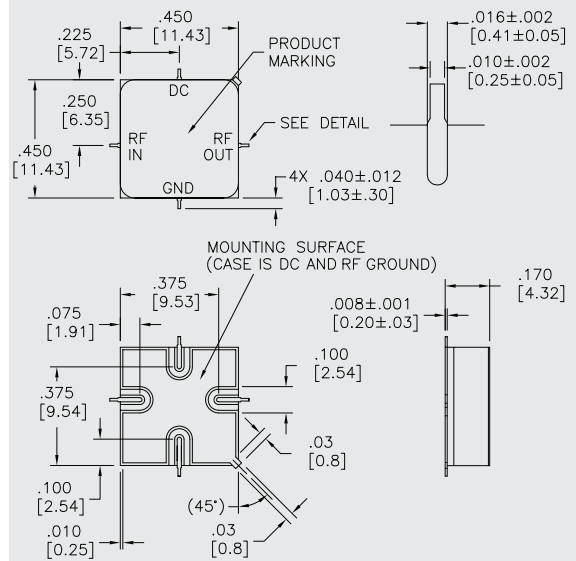 .450
[11.43]
.225
[5.72]
PRODUCT
MARKING
.016±.002
[0.41±0.05]
.010±.002
[0.25±0.05]
DC
.250
[6.35]
SEE DETAIL
RF
IN
RF
OUT
.450
[11.43]
GND
4X .040±.012
[1.03±.30]
MOUNTING SURFACE
(CASE IS DC AND RF GROUND)
.375
[9.53]
.170
[4.32]
.008±.001
[0.20±.03]
.075
[1.91]
.100
[2.54]
.375
[9.54]
.03
[0.8]
.100
[2.54]
(45°)
.010
[0.25]
.03
[0.8]